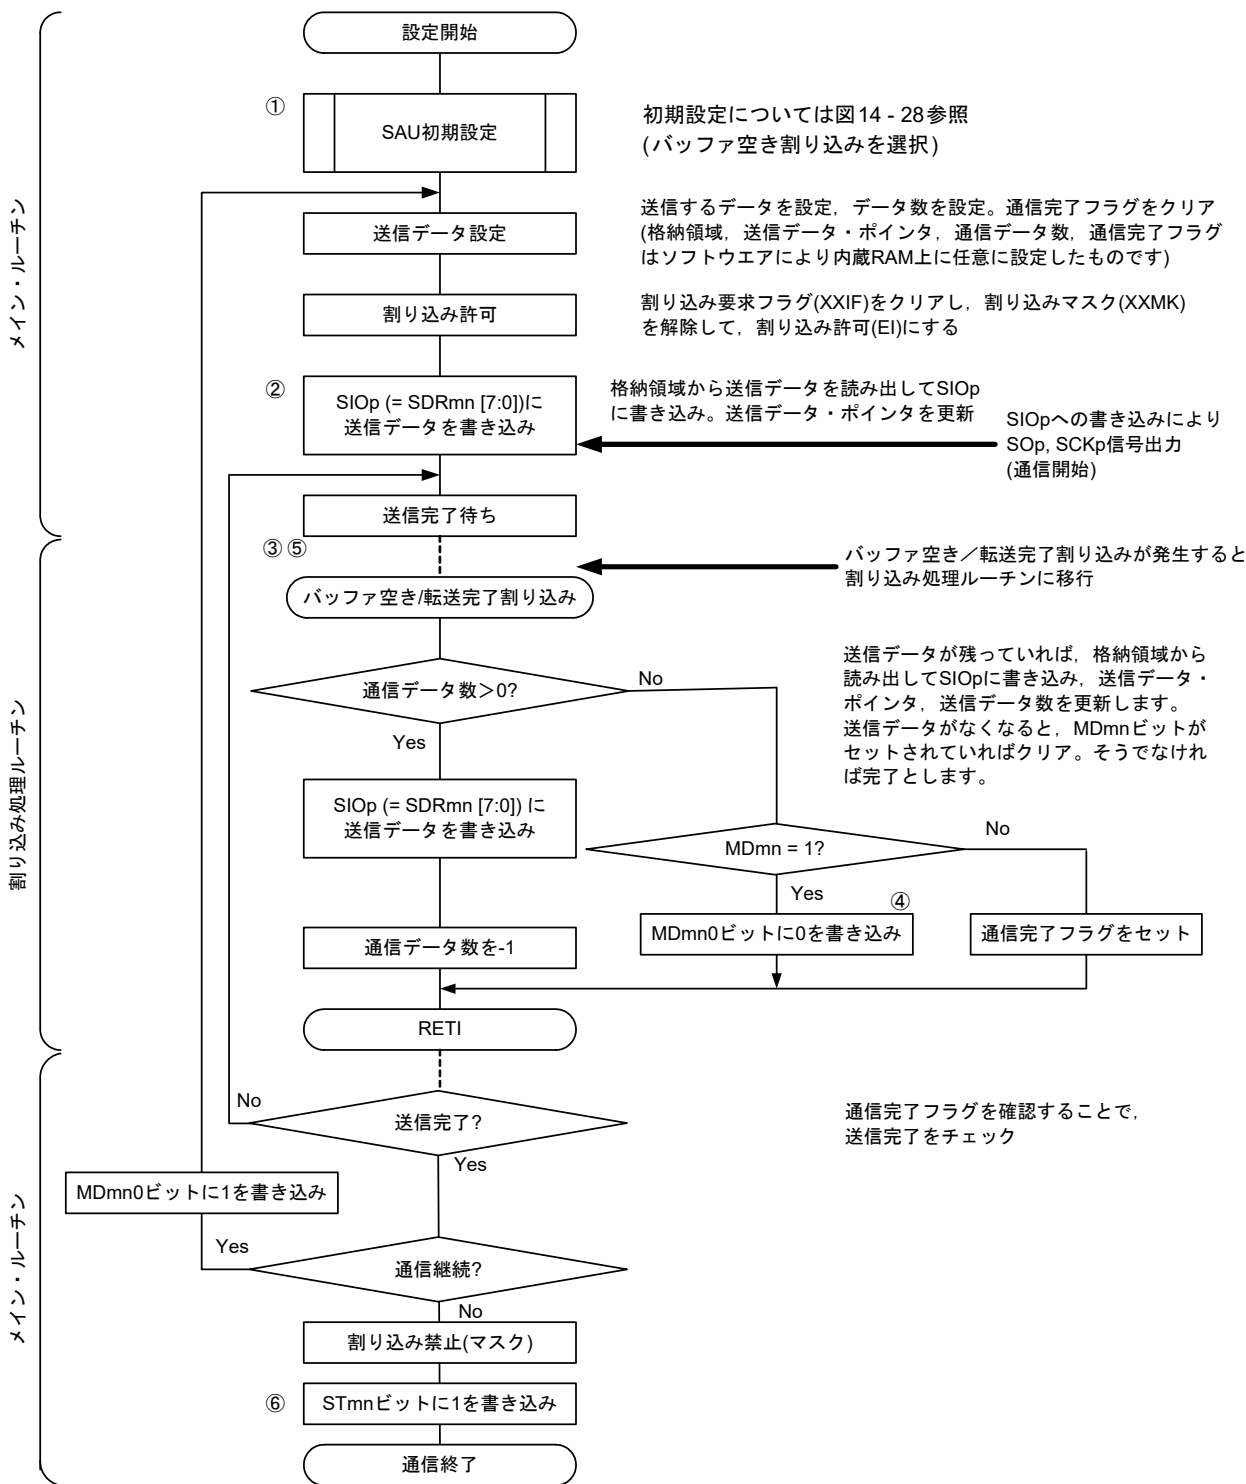 設定開始
①
SAU初期設定
初期設定については図14 - 28参照
(バッファ空き割り込みを選択)
メイン・ルーチン
送信データ設定
送信するデータを設定，データ数を設定。通信完了フラグをクリア
(格納領域，送信データ・ポインタ，通信データ数，通信完了フラグ
はソフトウエアにより内蔵RAM上に任意に設定したものです)
割り込み許可
割り込み要求フラグ(XXIF)をクリアし，割り込みマスク(XXMK)
を解除して，割り込み許可(EI)にする
②
SIOp (= SDRmn [7:0])に
送信データを書き込み
格納領域から送信データを読み出してSIOp
に書き込み。送信データ・ポインタを更新
SIOpへの書き込みにより
SOp, SCKp信号出力
(通信開始)
送信完了待ち
③ ⑤
バッファ空き／転送完了割り込みが発生すると
割り込み処理ルーチンに移行
バッファ空き/転送完了割り込み
割り込み処理ルーチン
通信データ数＞0?
No
Yes
送信データが残っていれば，格納領域から
読み出してSIOpに書き込み，送信データ・
ポインタ，送信データ数を更新します。
送信データがなくなると，MDmnビットが
セットされていればクリア。そうでなけれ
ば完了とします。
SIOp (= SDRmn [7:0]) に
送信データを書き込み
MDmn = 1?
No
Yes
④
通信データ数を-1
MDmn0ビットに0を書き込み
通信完了フラグをセット
RETI
メイン・ルーチン
No
送信完了?
Yes
通信完了フラグを確認することで，
送信完了をチェック
MDmn0ビットに1を書き込み
Yes
通信継続?
No
割り込み禁止(マスク)
⑥
STmnビットに1を書き込み
通信終了